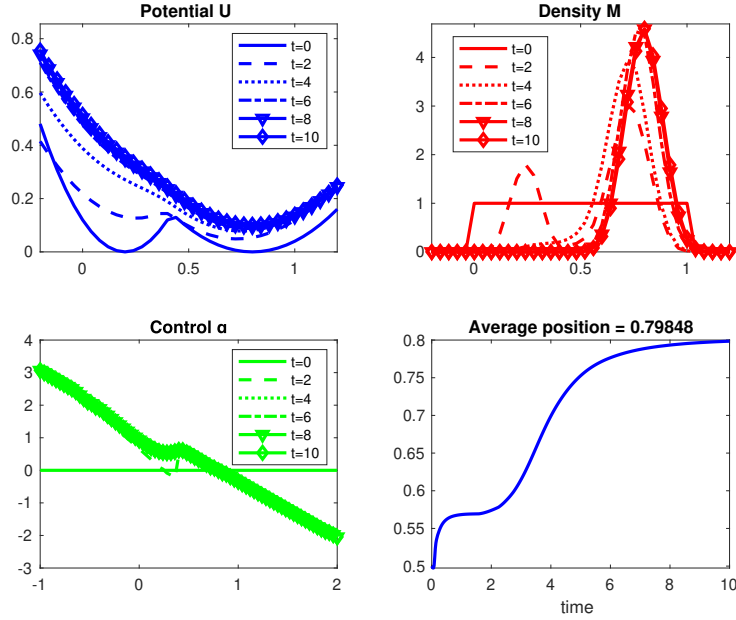 Potential U
0.8
0.6
0.4
0.2
0
0 0.5 1
t=0
t=2
t=4
t=6
t=8
t=10
Density M
4
3
2
1
0
0 0.5 1
t=0
t=2
t=4
t=6
t=8
t=10
Control α
4
3
2
1
0
-1
-2
-3
-1 0 1 2
t=0
t=2
t=4
t=6
t=8
t=10
Average position = 0.79848
0.8
0.75
0.7
0.65
0.6
0.55
0.5
0 2 4 6 8 10
time